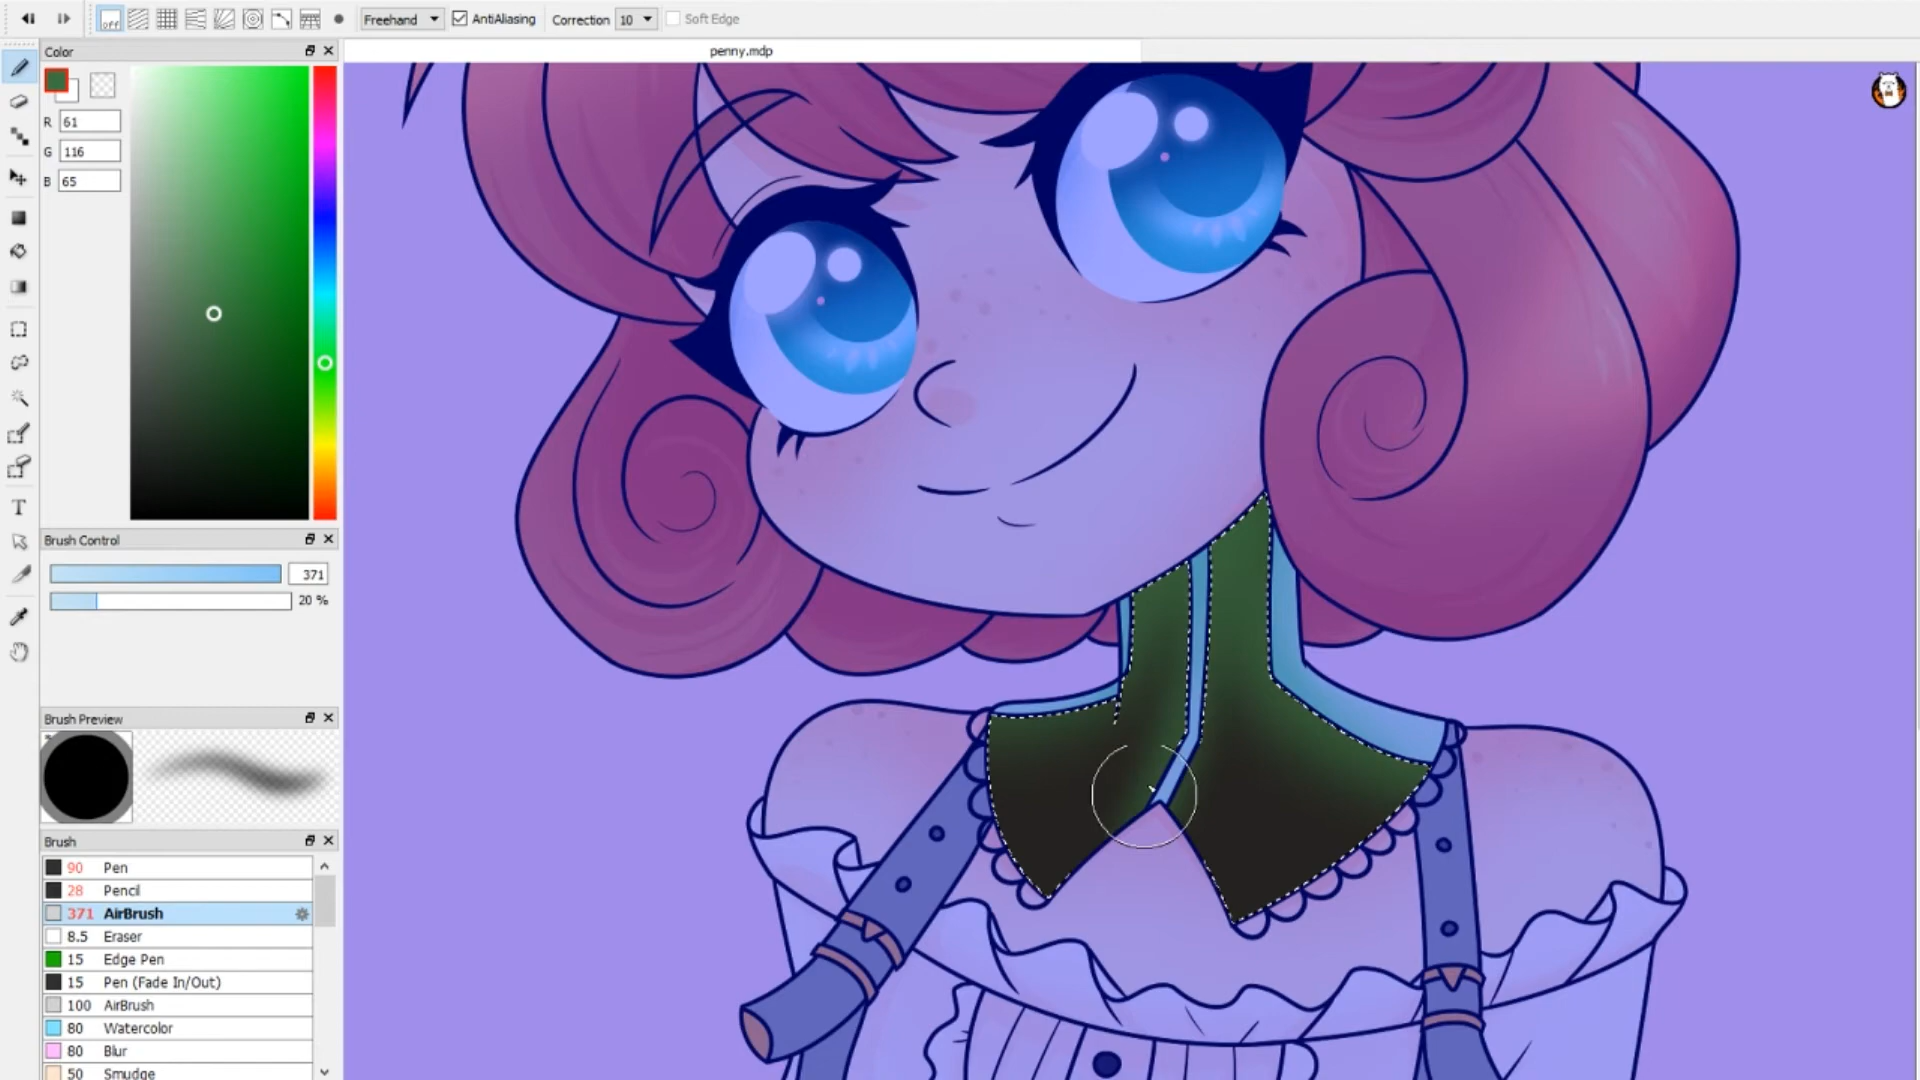 off
Freehand
AntiAliasing
Correction 10
Soft Edge
Color
penny.mdp
R 61
G 116
B 65
Brush Control
371
20 %
T
Brush Preview
Brush
90 Pen
28 Pencil
371 AirBrush
8.5 Eraser
15 Edge Pen
15 Pen (Fade In/Out)
100 AirBrush
80 Watercolor
80 Blur
50 Smudge